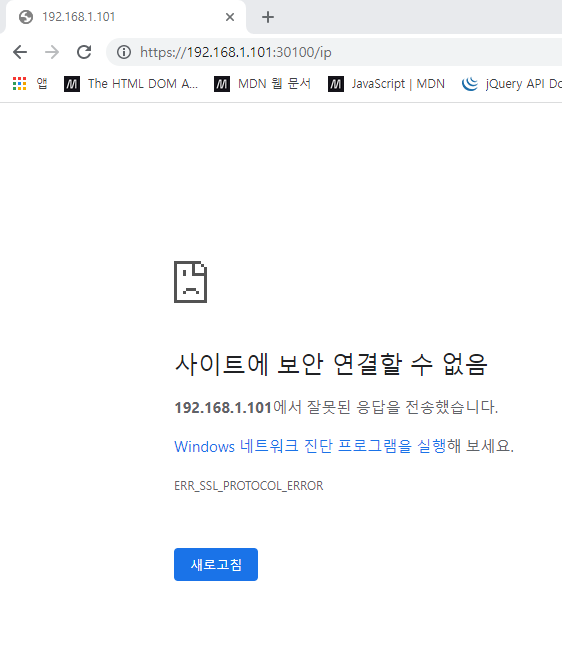 192.168.1.101
https://192.168.1.101:30100/ip
앱 The HTML DOM A... MDN 웹 문서 JavaScript | MDN jQuery API Do
사이트에 보안 연결할 수 없음
192.168.1.101에서 잘못된 응답을 전송했습니다.
Windows 네트워크 진단 프로그램을 실행해 보세요.
ERR_SSL_PROTOCOL_ERROR
새로고침